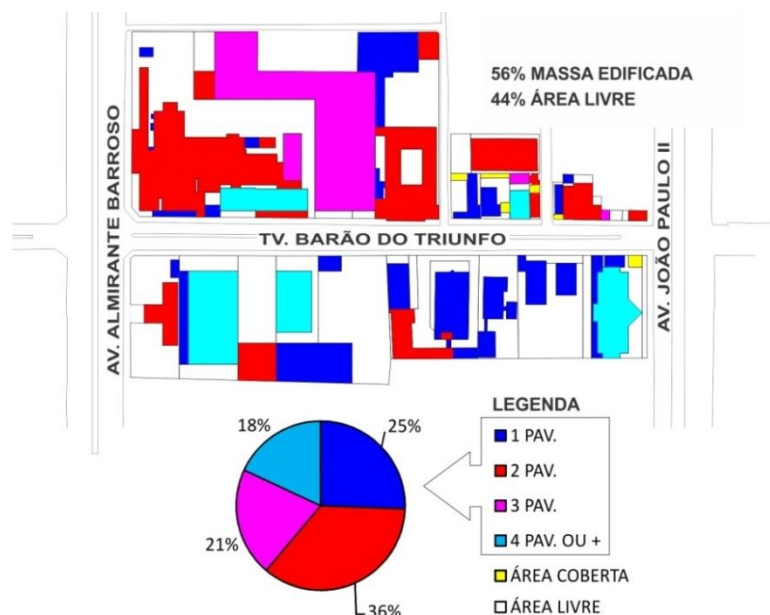 56% MASSA EDIFICADA
44% ÁREA LIVRE
AV. ALMIRANTE BARROSO
TV. BARÃO DO TRIUNFO
AV. JOÃO PAULO II
18%
25%
21%
36%
LEGENDA
1 PAV.
2 PAV.
3 PAV.
4 PAV. OU +
ÁREA COBERTA
ÁREA LIVRE